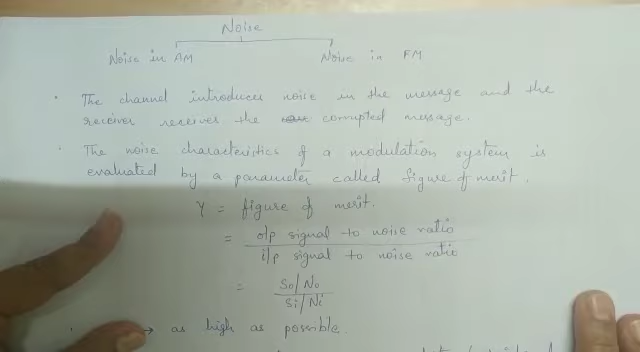 Noise
Noise in AM Noise in FM
• The channel introduces noise in the message and the
receiver receives the corrupted message.
• The noise characteristics of a modulation system is
evaluated by a parameter called figure of merit.
γ = figure of merit.
= o/p signal to noise ratio
i/p signal to noise ratio
= So/No
Si/Ni
→ as high as possible.